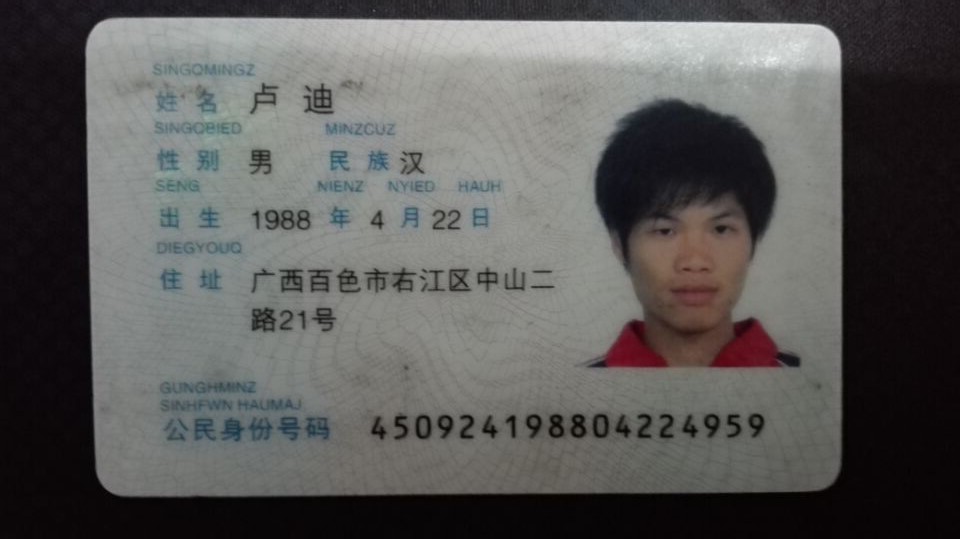 SINGQMINGZ
姓名 卢迪
SINGQBIED MINZCUZ
性别 男 民族 汉
SENG NIENZ NYIED HAUH
出生 1988 年 4 月 22 日
DIEGYOUQ
住址 广西百色市右江区中山二
路21号
GUNGHMINZ
SINHFWN HAUMAJ
公民身份号码 450924198804224959